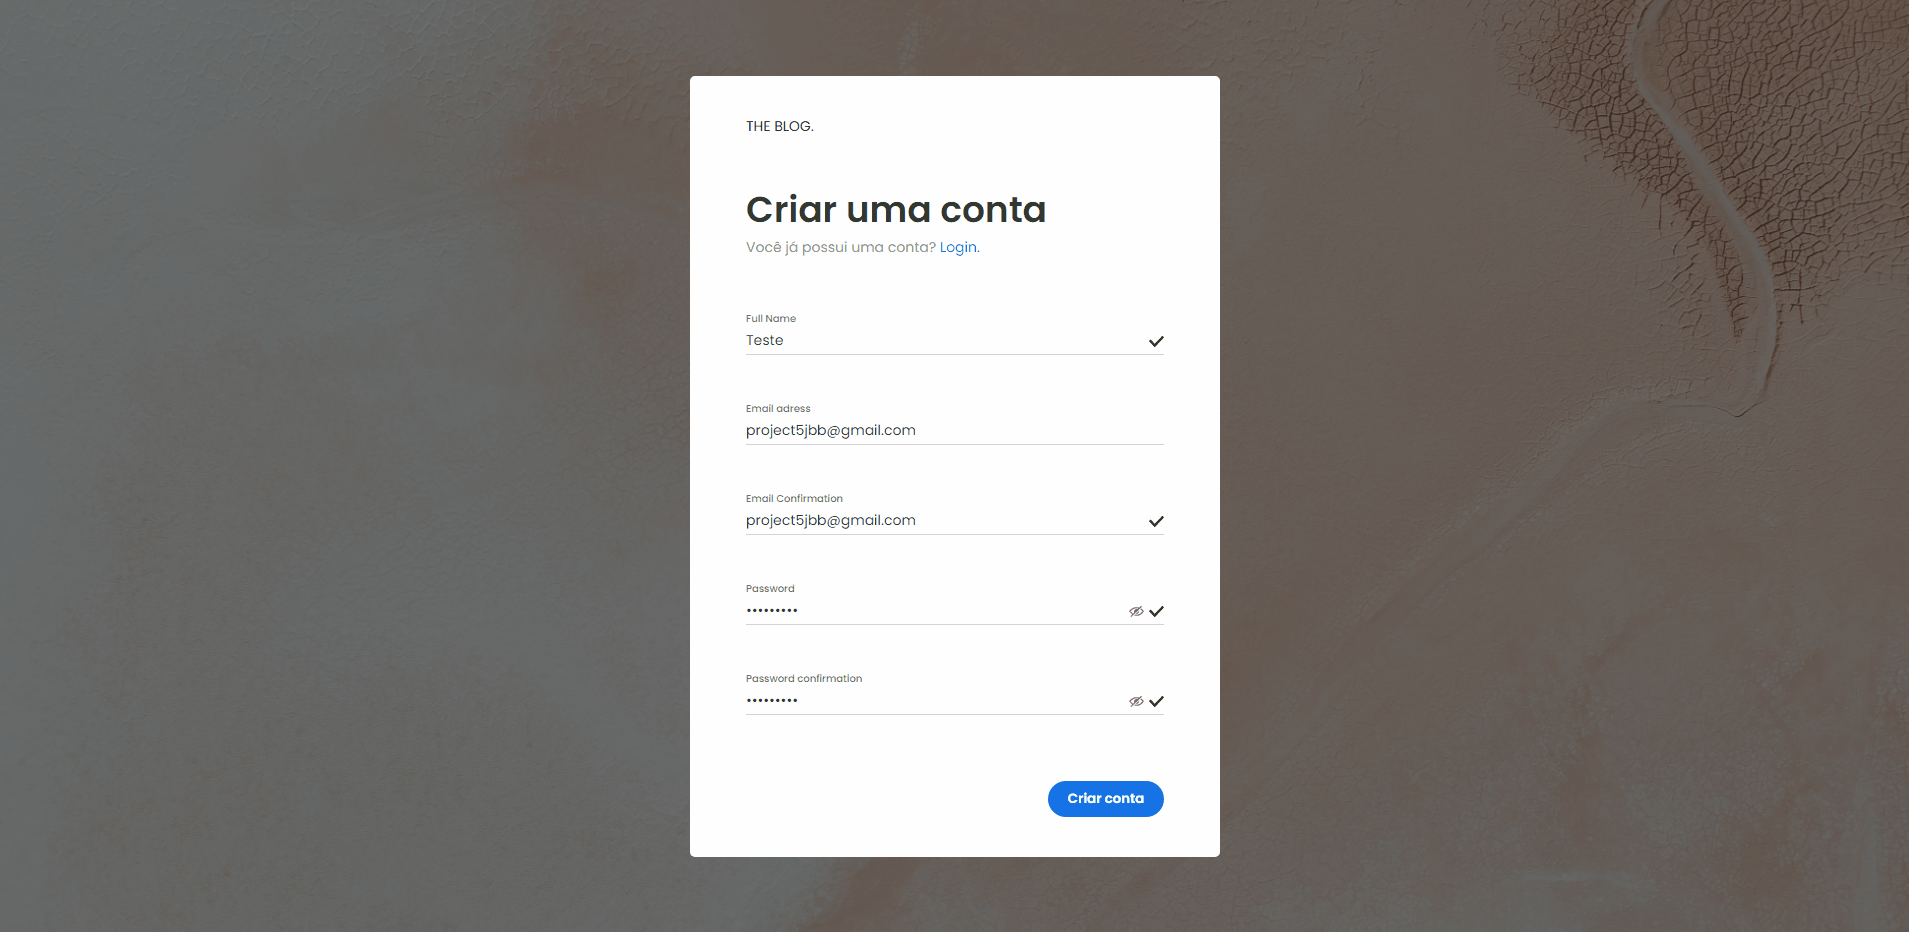 THE BLOG.
Criar uma conta
Você já possui uma conta? Login.
Full Name
Teste
Email adress
project5jbb@gmail.com
Email Confirmation
project5jbb@gmail.com
Password
•••••••••
Password confirmation
•••••••••
Criar conta